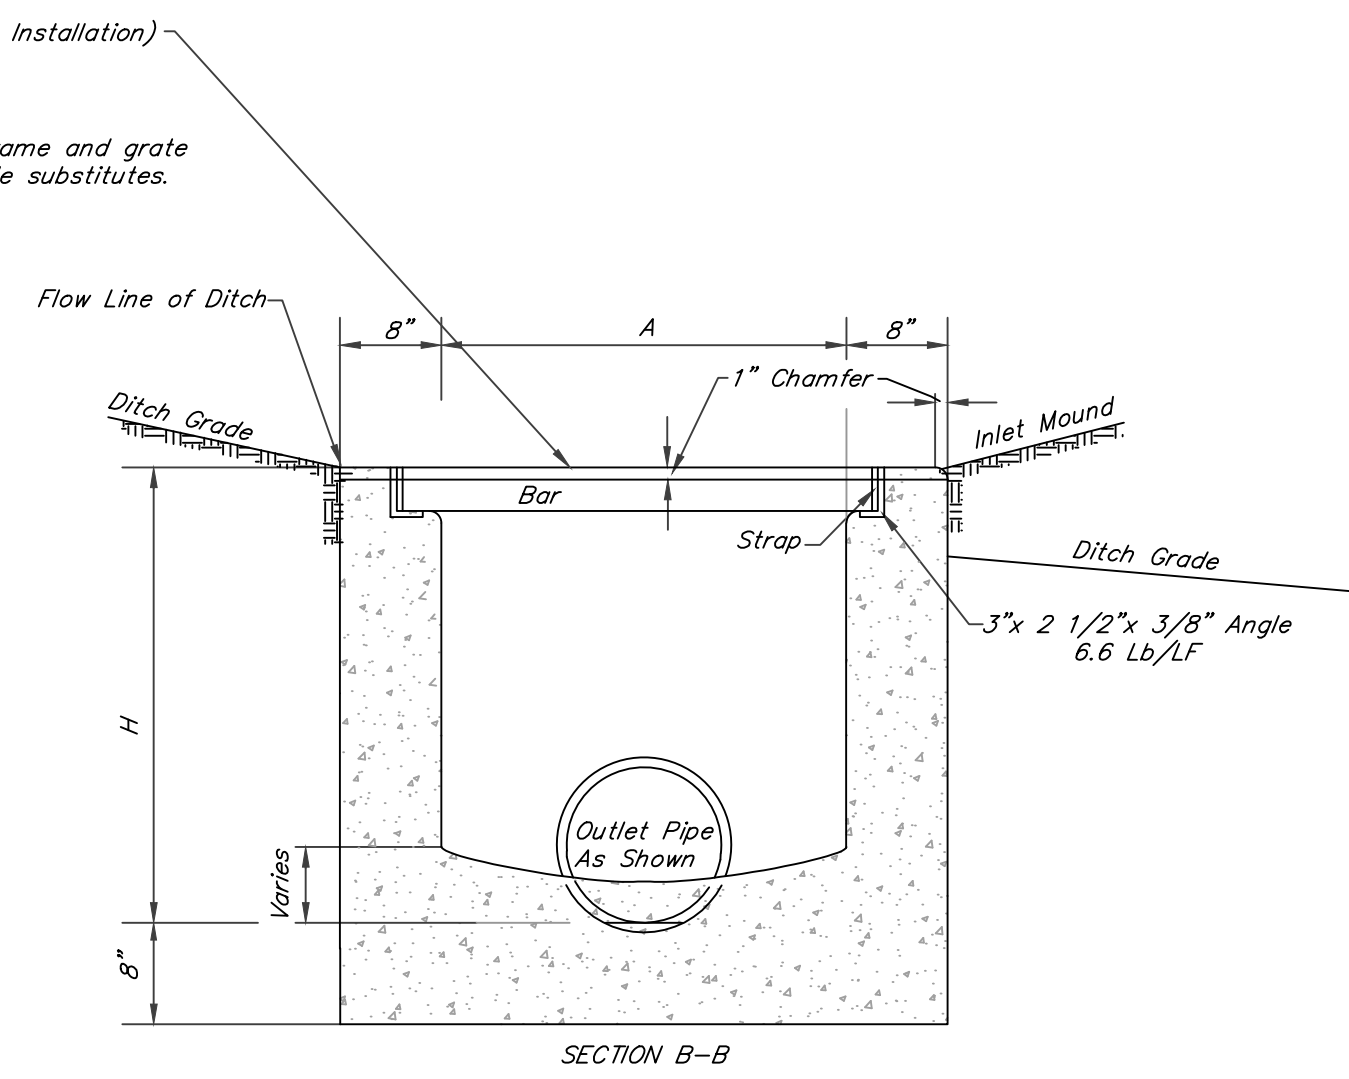 Installation)
and grate
substitutes.
Flow Line of Ditch
8"
A
8"
1" Chamfer
Ditch Grade
Inlet Mound
Bar
Strap
Ditch Grade
3"x 2 1/2"x 3/8" Angle
6.6 Lb/LF
H
Outlet Pipe
As Shown
Varies
8"
SECTION B-B